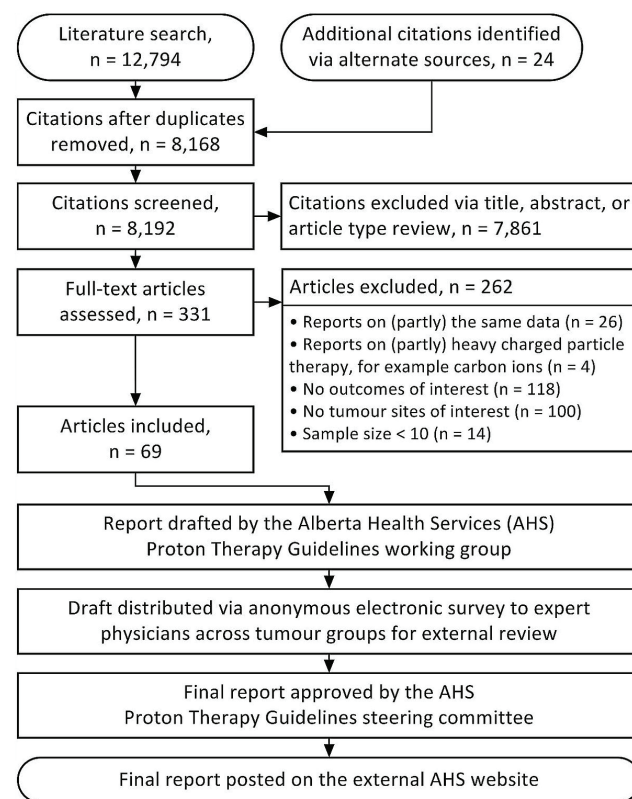 Literature search,
n = 12,794
Additional citations identified
via alternate sources, n = 24
Citations after duplicates
removed, n = 8,168
Citations screened,
n = 8,192
Citations excluded via title, abstract, or
article type review, n = 7,861
Full-text articles
assessed, n = 331
Articles excluded, n = 262
• Reports on (partly) the same data (n = 26)
• Reports on (partly) heavy charged particle
therapy, for example carbon ions (n = 4)
• No outcomes of interest (n = 118)
• No tumour sites of interest (n = 100)
• Sample size < 10 (n = 14)
Articles included,
n = 69
Report drafted by the Alberta Health Services (AHS)
Proton Therapy Guidelines working group
Draft distributed via anonymous electronic survey to expert
physicians across tumour groups for external review
Final report approved by the AHS
Proton Therapy Guidelines steering committee
Final report posted on the external AHS website